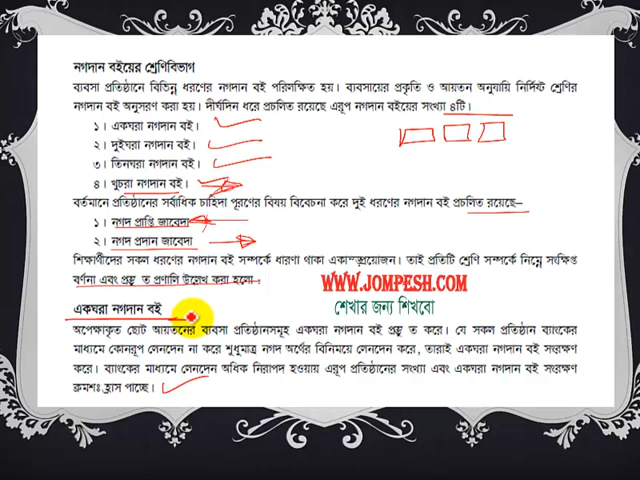 নগদান বইয়ের শ্রেণিবিভাগ
ব্যবসা প্রতিষ্ঠানে বিভিন্ন ধরণের নগদান বই পরিলক্ষিত হয়। ব্যবসায়ের প্রকৃতি ও আয়তন অনুযায়ি নির্দিষ্ট শ্রেণির
নগদান বই অনুসরণ করা হয়। দীর্ঘদিন ধরে প্রচলিত রয়েছে এরূপ নগদান বইয়ের সংখ্যা ৪টি।
১। একঘরা নগদান বই।
২। দুইঘরা নগদান বই।
৩। তিনঘরা নগদান বই।
৪। খুচরা নগদান বই।
বর্তমানে প্রতিষ্ঠানের সর্বাধিক চাহিদা পূরণের বিষয় বিবেচনা করে দুই ধরণের নগদান বই প্রচলিত রয়েছে–
১। নগদ প্রাপ্তি জাবেদা
২। নগদ প্রদান জাবেদা
শিক্ষার্থীদের সকল ধরণের নগদান বই সম্পর্কে ধারণা থাকা একান্ত প্রয়োজন। তাই প্রতিটি শ্রেণি সম্পর্কে নিম্নে সংক্ষিপ্ত
বর্ণনা এবং প্রস্তুত প্রণালি উল্লেখ করা হলো
WWW.JOMPESH.COM
শেখার জন্য শিখবো
একঘরা নগদান বই
অপেক্ষাকৃত ছোট আয়তনের ব্যবসা প্রতিষ্ঠানসমূহ একঘরা নগদান বই প্রস্তুত করে। যে সকল প্রতিষ্ঠান ব্যাংকের
মাধ্যমে কোনরূপ লেনদেন না করে শুধুমাত্র নগদ অর্থের বিনিময়ে লেনদেন করে, তারাই একঘরা নগদান বই সংরক্ষণ
করে। ব্যাংকের মাধ্যমে লেনদেন অধিক নিরাপদ হওয়ায় এরূপ প্রতিষ্ঠানের সংখ্যা এবং একঘরা নগদান বই সংরক্ষণ
ক্রমশঃ হ্রাস পাচ্ছে।